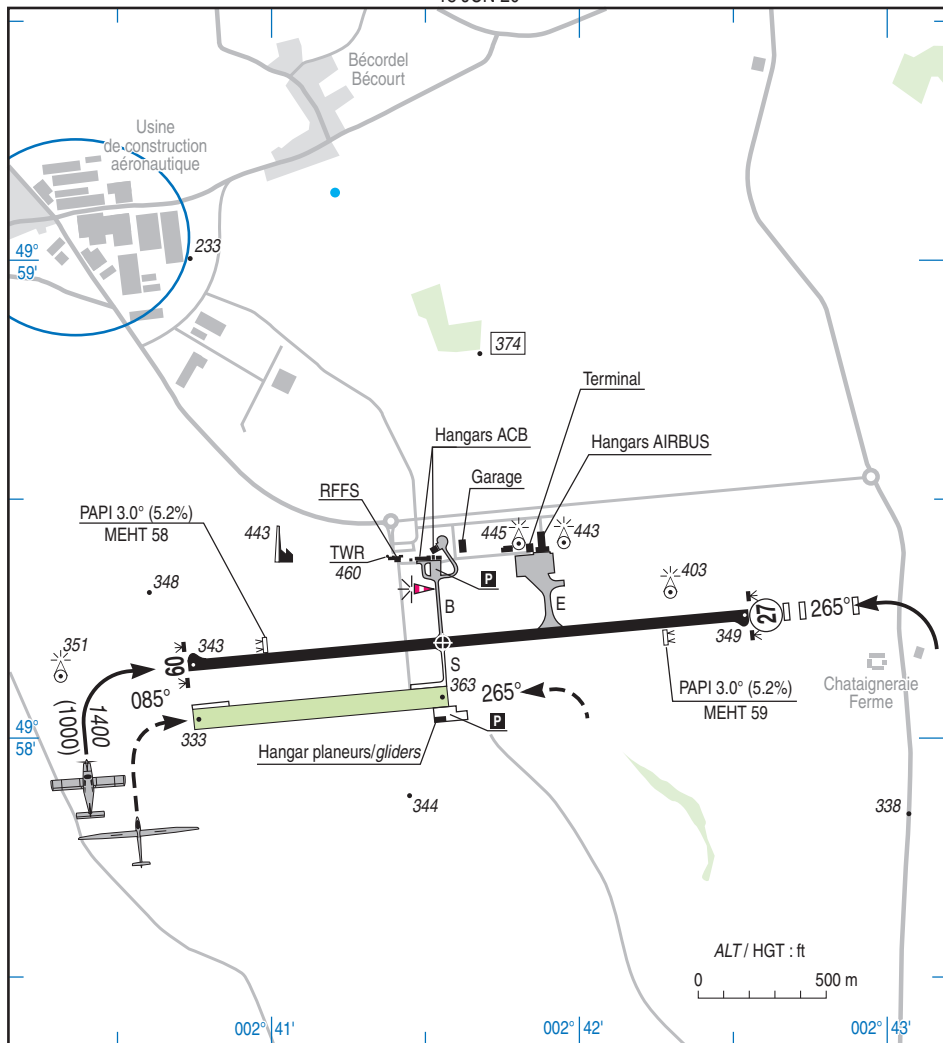 18 JUN 20
Bécordel
Bécourt
Usine
de construction
aéronautique
233
49°
59'
374
Terminal
Hangars ACB
Hangars AIRBUS
RFFS
Garage
PAPI 3.0° (5.2%)
MEHT 58
443
445
443
TWR
460
P
348
403
B
E
27
265°
351
343
349
09
S
085°
363
265°
PAPI 3.0° (5.2%)
MEHT 59
Chataigneraie
Ferme
1400
(1000)
333
P
49°
58'
Hangar planeurs/gliders
344
338
ALT / HGT : ft
0
500 m
002° 41'
002° 42'
002° 43'